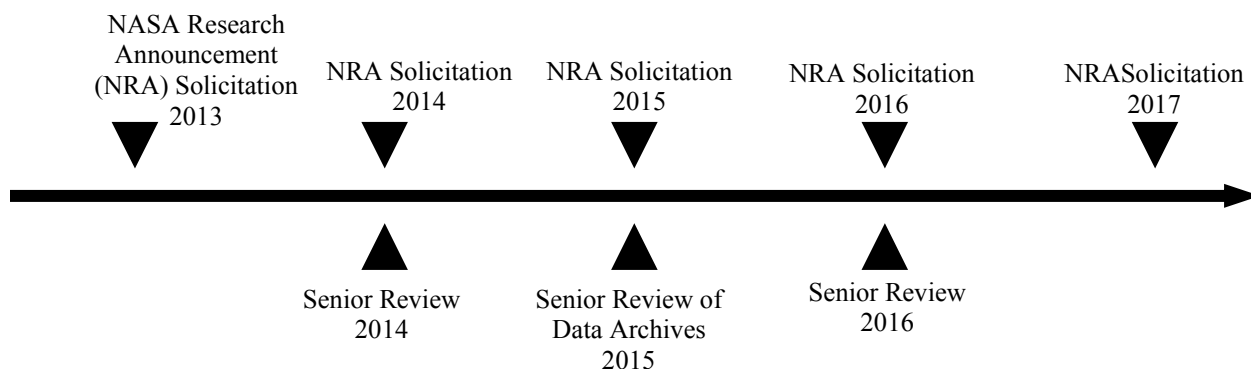 NASA Research
Announcement
(NRA) Solicitation
2013
NRA Solicitation
2014
NRA Solicitation
2015
NRA Solicitation
2016
NRASolicitation
2017
Senior Review
2014
Senior Review of
Data Archives
2015
Senior Review
2016